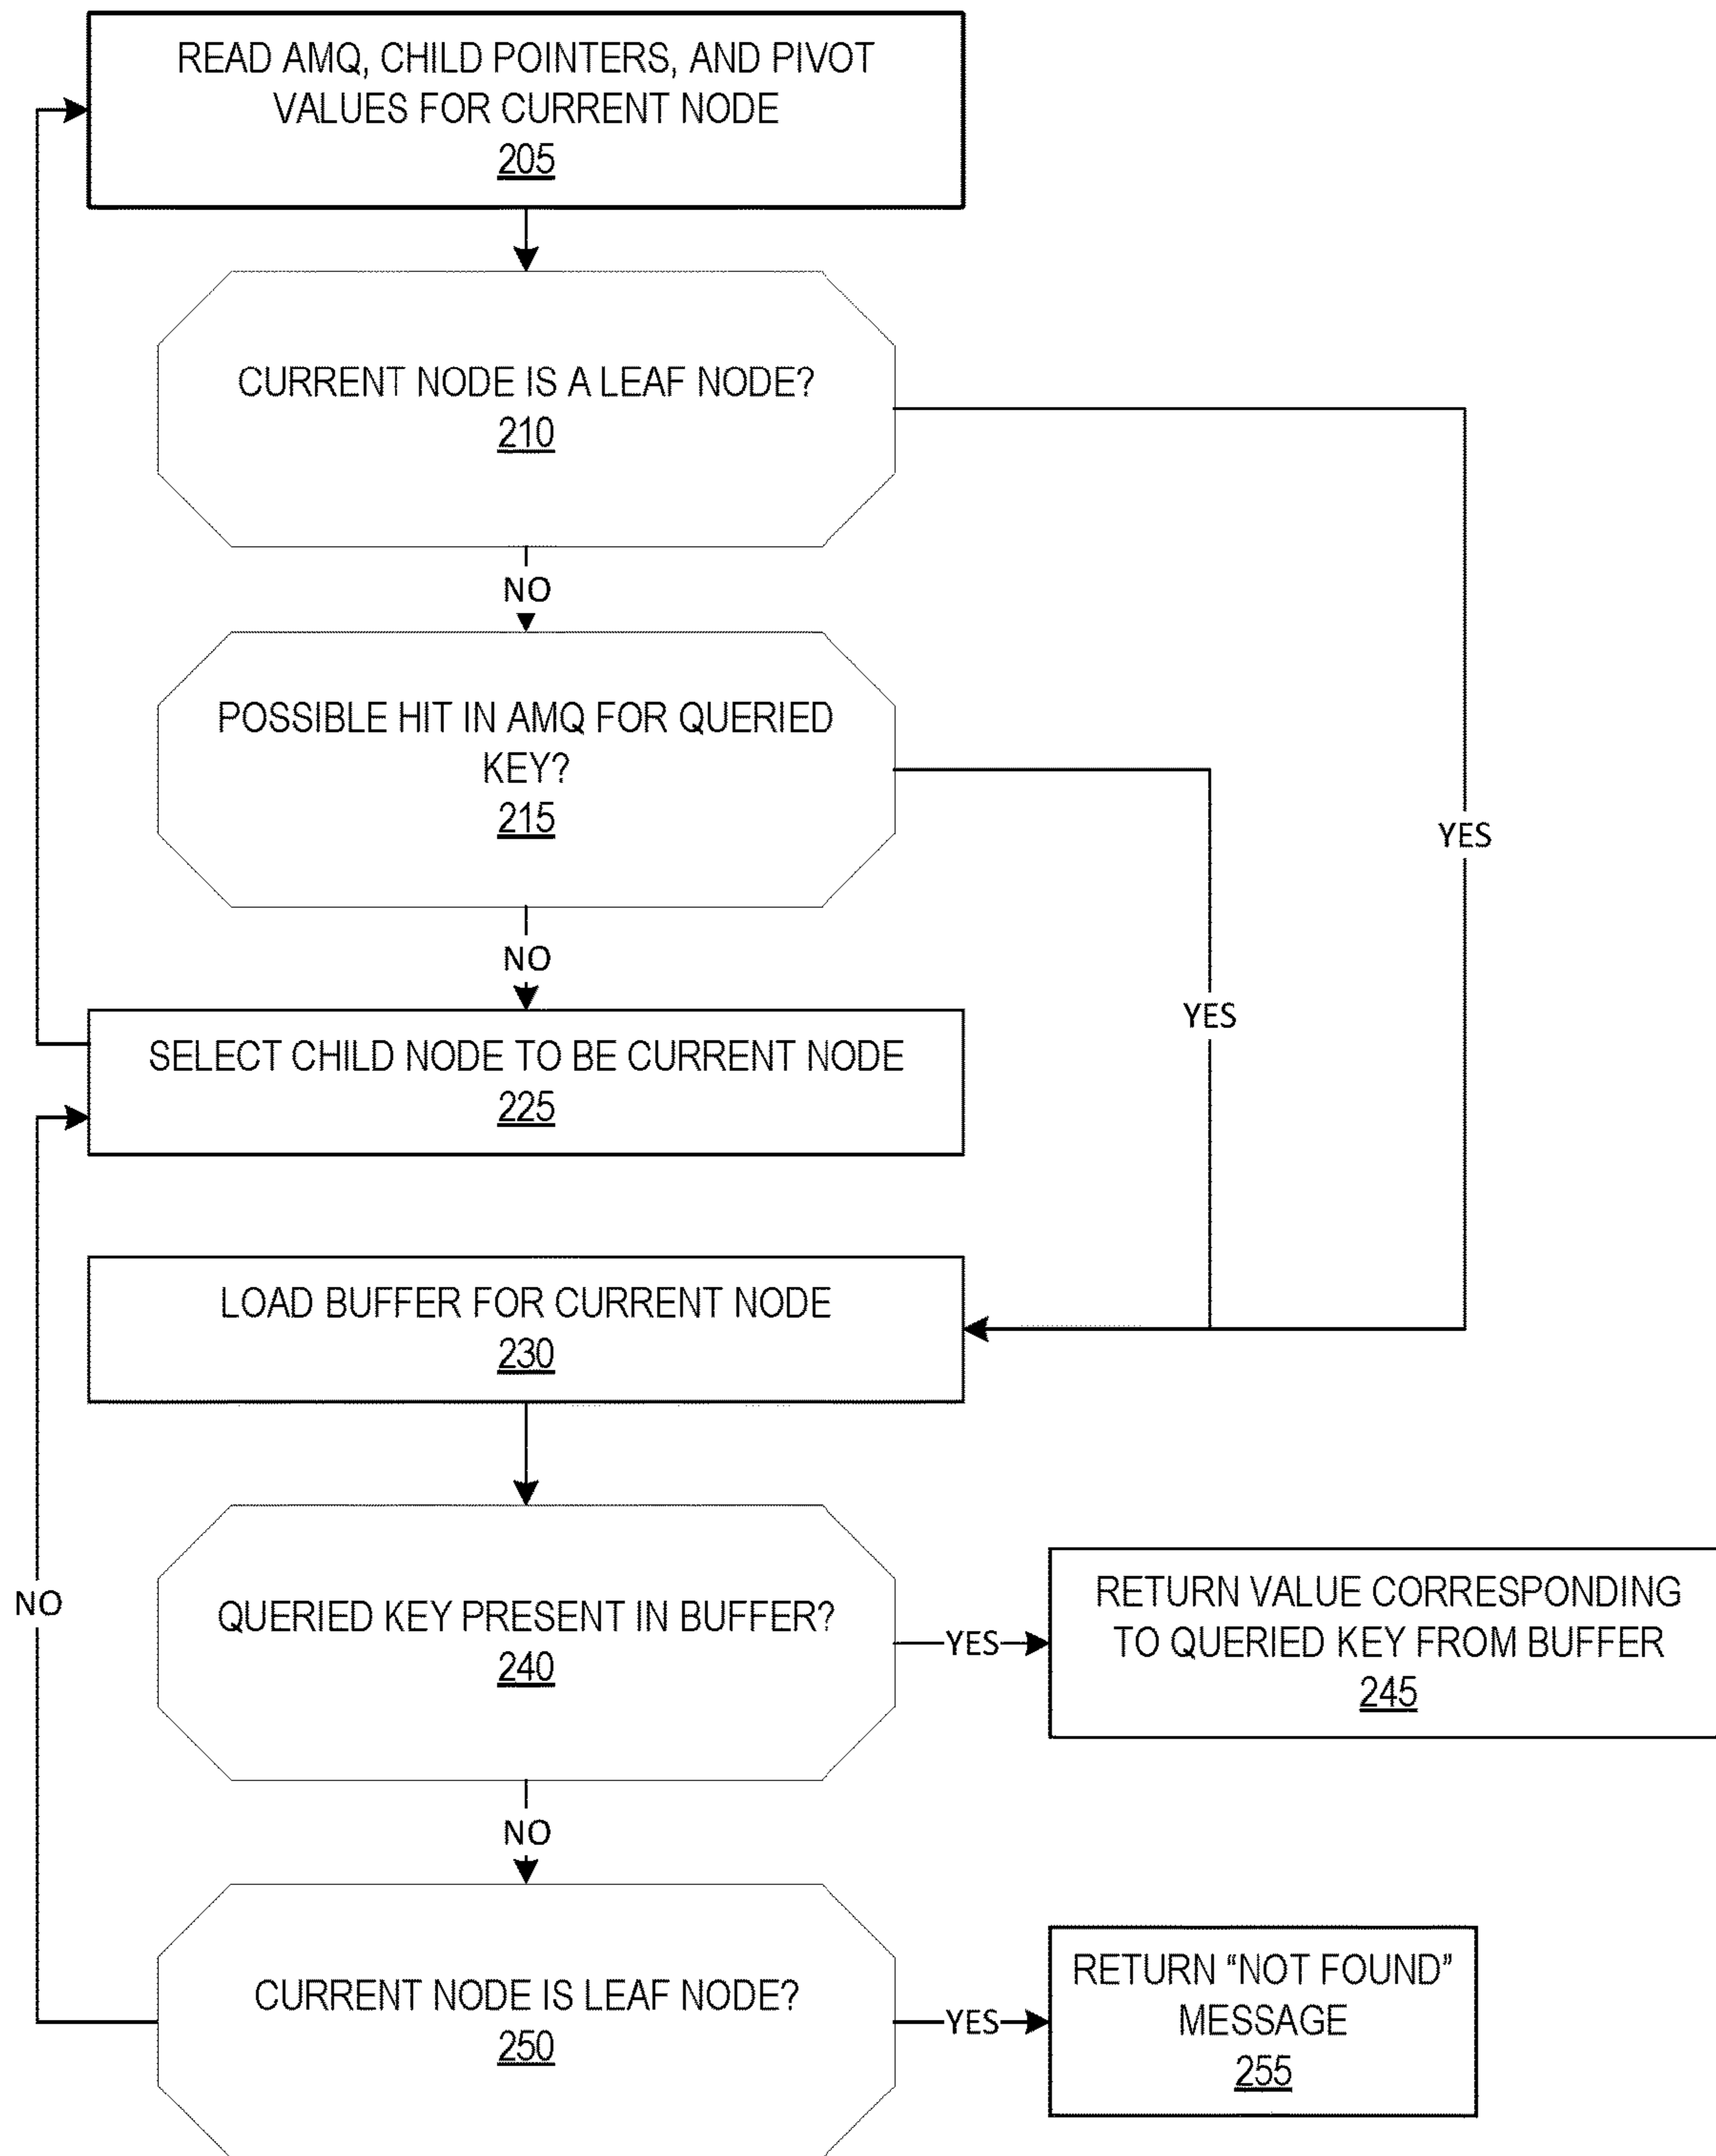 READ AMQ, CHILD POINTERS, AND PIVOT
VALUES FOR CURRENT NODE
205
CURRENT NODE IS A LEAF NODE?
210
NO
POSSIBLE HIT IN AMQ FOR QUERIED
KEY?
215
YES
NO
YES
SELECT CHILD NODE TO BE CURRENT NODE
225
LOAD BUFFER FOR CURRENT NODE
230
QUERIED KEY PRESENT IN BUFFER?
240
YES
RETURN VALUE CORRESPONDING
TO QUERIED KEY FROM BUFFER
245
NO
NO
CURRENT NODE IS LEAF NODE?
250
YES
RETURN “NOT FOUND”
MESSAGE
255